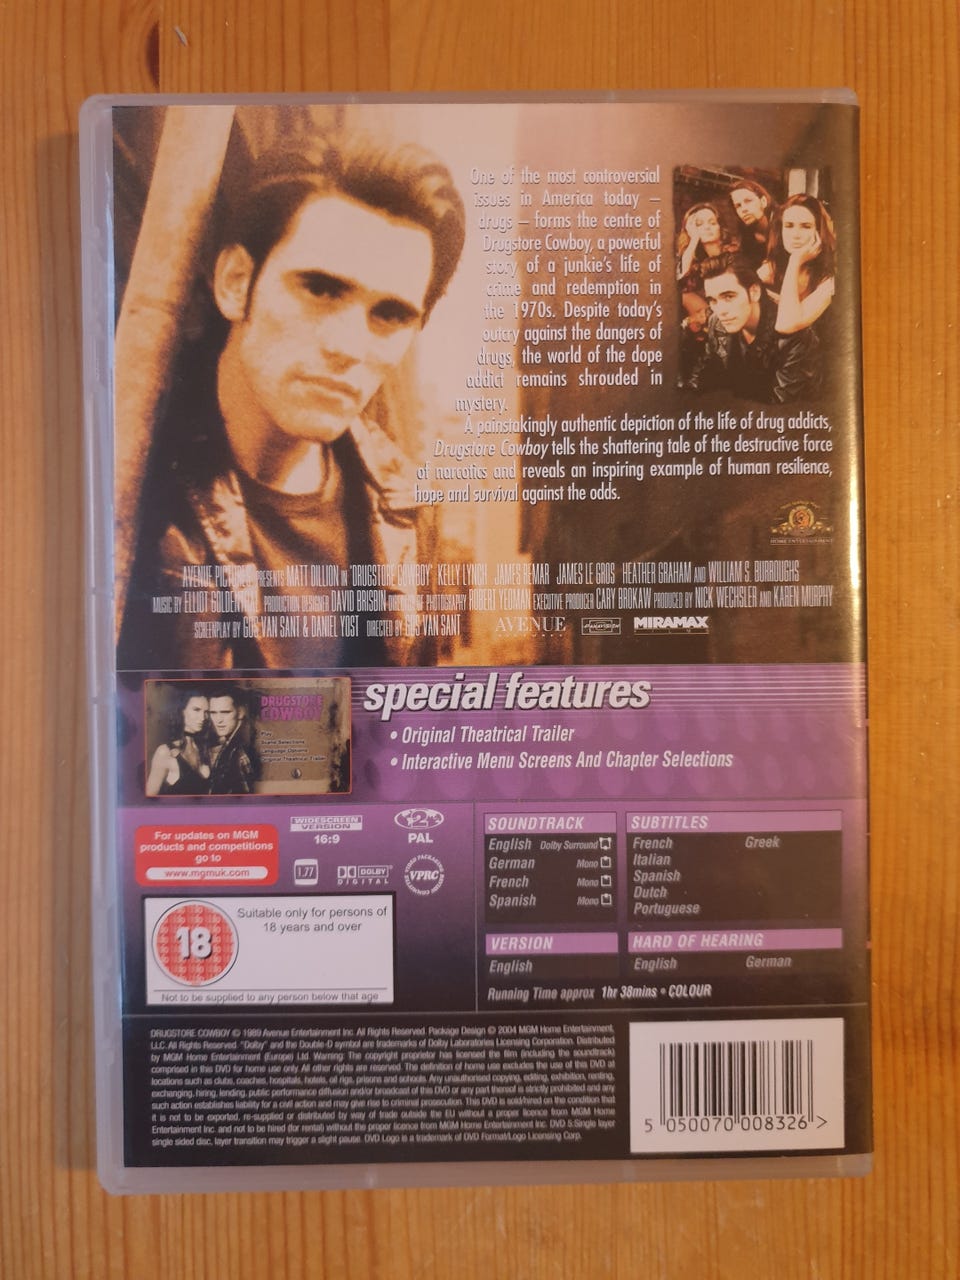 One of the most controversial
issues in America today –
drugs – forms the centre of
Drugstore Cowboy, a powerful
story of a junkie's life of
crime and redemption in
the 1970s. Despite today's
outcry against the dangers of
drugs, the world of the dope
addict remains shrouded in
mystery.
A painstakingly authentic depiction of the life of drug addicts,
Drugstore Cowboy tells the shattering tale of the destructive force
of narcotics and reveals an inspiring example of human resilience,
hope and survival against the odds.
HOME ENTERTAINMENT
AVENUE PICTURES PRESENTS MATT DILLON IN 'DRUGSTORE COWBOY' KELLY LYNCH JAMES REMAR JAMES LE GROS HEATHER GRAHAM AND WILLIAM S. BURROUGHS
MUSIC BY ELLIOT GOLDENTHAL PRODUCTION DESIGNER DAVID BRISBIN DIRECTOR OF PHOTOGRAPHY ROBERT YEOMAN EXECUTIVE PRODUCER CARY BROKAW PRODUCED BY NICK WECHSLER AND KAREN MURPHY
SCREENPLAY BY GUS VAN SANT & DANIEL YOST DIRECTED BY GUS VAN SANT AVENUE PANAVISION MIRAMAX
DRUGSTORE
COWBOY
Play
Scene Selections
Language Options
Original Theatrical Trailer
special features
• Original Theatrical Trailer
• Interactive Menu Screens And Chapter Selections
For updates on MGM
products and competitions
go to
www.mgmuk.com
WIDESCREEN
VERSION
16:9
2
PAL
1.77
DOLBY
DIGITAL
VIDEO PACKAGING REVIEW COMMITTEE
VPRC
18
Suitable only for persons of
18 years and over
Not to be supplied to any person below that age
SOUNDTRACK
English Dolby Surround
German Mono
French Mono
Spanish Mono
VERSION
English
SUBTITLES
French Greek
Italian
Spanish
Dutch
Portuguese
HARD OF HEARING
English German
Running Time approx 1hr 38mins • COLOUR
DRUGSTORE COWBOY © 1989 Avenue Entertainment Inc. All Rights Reserved. Package Design © 2004 MGM Home Entertainment,
LLC. All Rights Reserved. "Dolby" and the Double-D symbol are trademarks of Dolby Laboratories Licensing Corporation. Distributed
by MGM Home Entertainment (Europe) Ltd. Warning: The copyright proprietor has licensed the film (including the soundtrack)
comprised in this DVD for home use only. All other rights are reserved. The definition of home use excludes the use of this DVD at
locations such as clubs, coaches, hospitals, hotels, oil rigs, prisons and schools. Any unauthorised copying, editing, exhibition, renting,
exchanging, hiring, lending, public performance diffusion and/or broadcast of this DVD or any part thereof is strictly prohibited and any
such action establishes liability for a civil action and may give rise to criminal prosecution. This DVD is sold/hired on the condition that
it is not to be exported, re-supplied or distributed by way of trade outside the EU without a proper licence from MGM Home
Entertainment Inc. and not to be hired (for rental) without the proper licence from MGM Home Entertainment Inc. DVD 5:Single layer
single sided disc, layer transition may trigger a slight pause. DVD Logo is a trademark of DVD Format/Logo Licensing Corp.
5 050070 008326 >